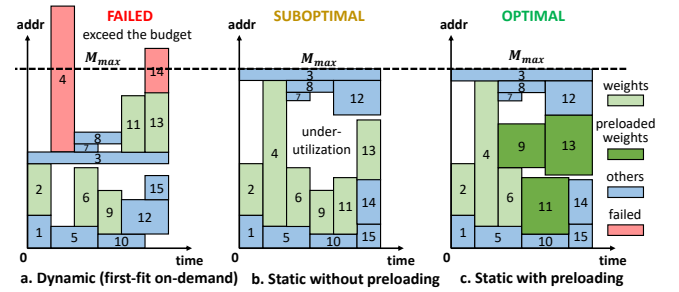 FAILED
exceed the budget
addr
M_max
4
14
8
7
11
13
3
2
6
9
15
12
1
5
10
0
time
a. Dynamic (first-fit on-demand)
SUBOPTIMAL
addr
M_max
3
8
7
12
under-
utilization
4
13
2
6
9
11
14
1
5
10
15
0
time
b. Static without preloading
OPTIMAL
addr
M_max
3
8
7
12
4
9
13
2
6
11
14
1
5
10
15
0
time
c. Static with preloading
weights
preloaded
weights
others
failed